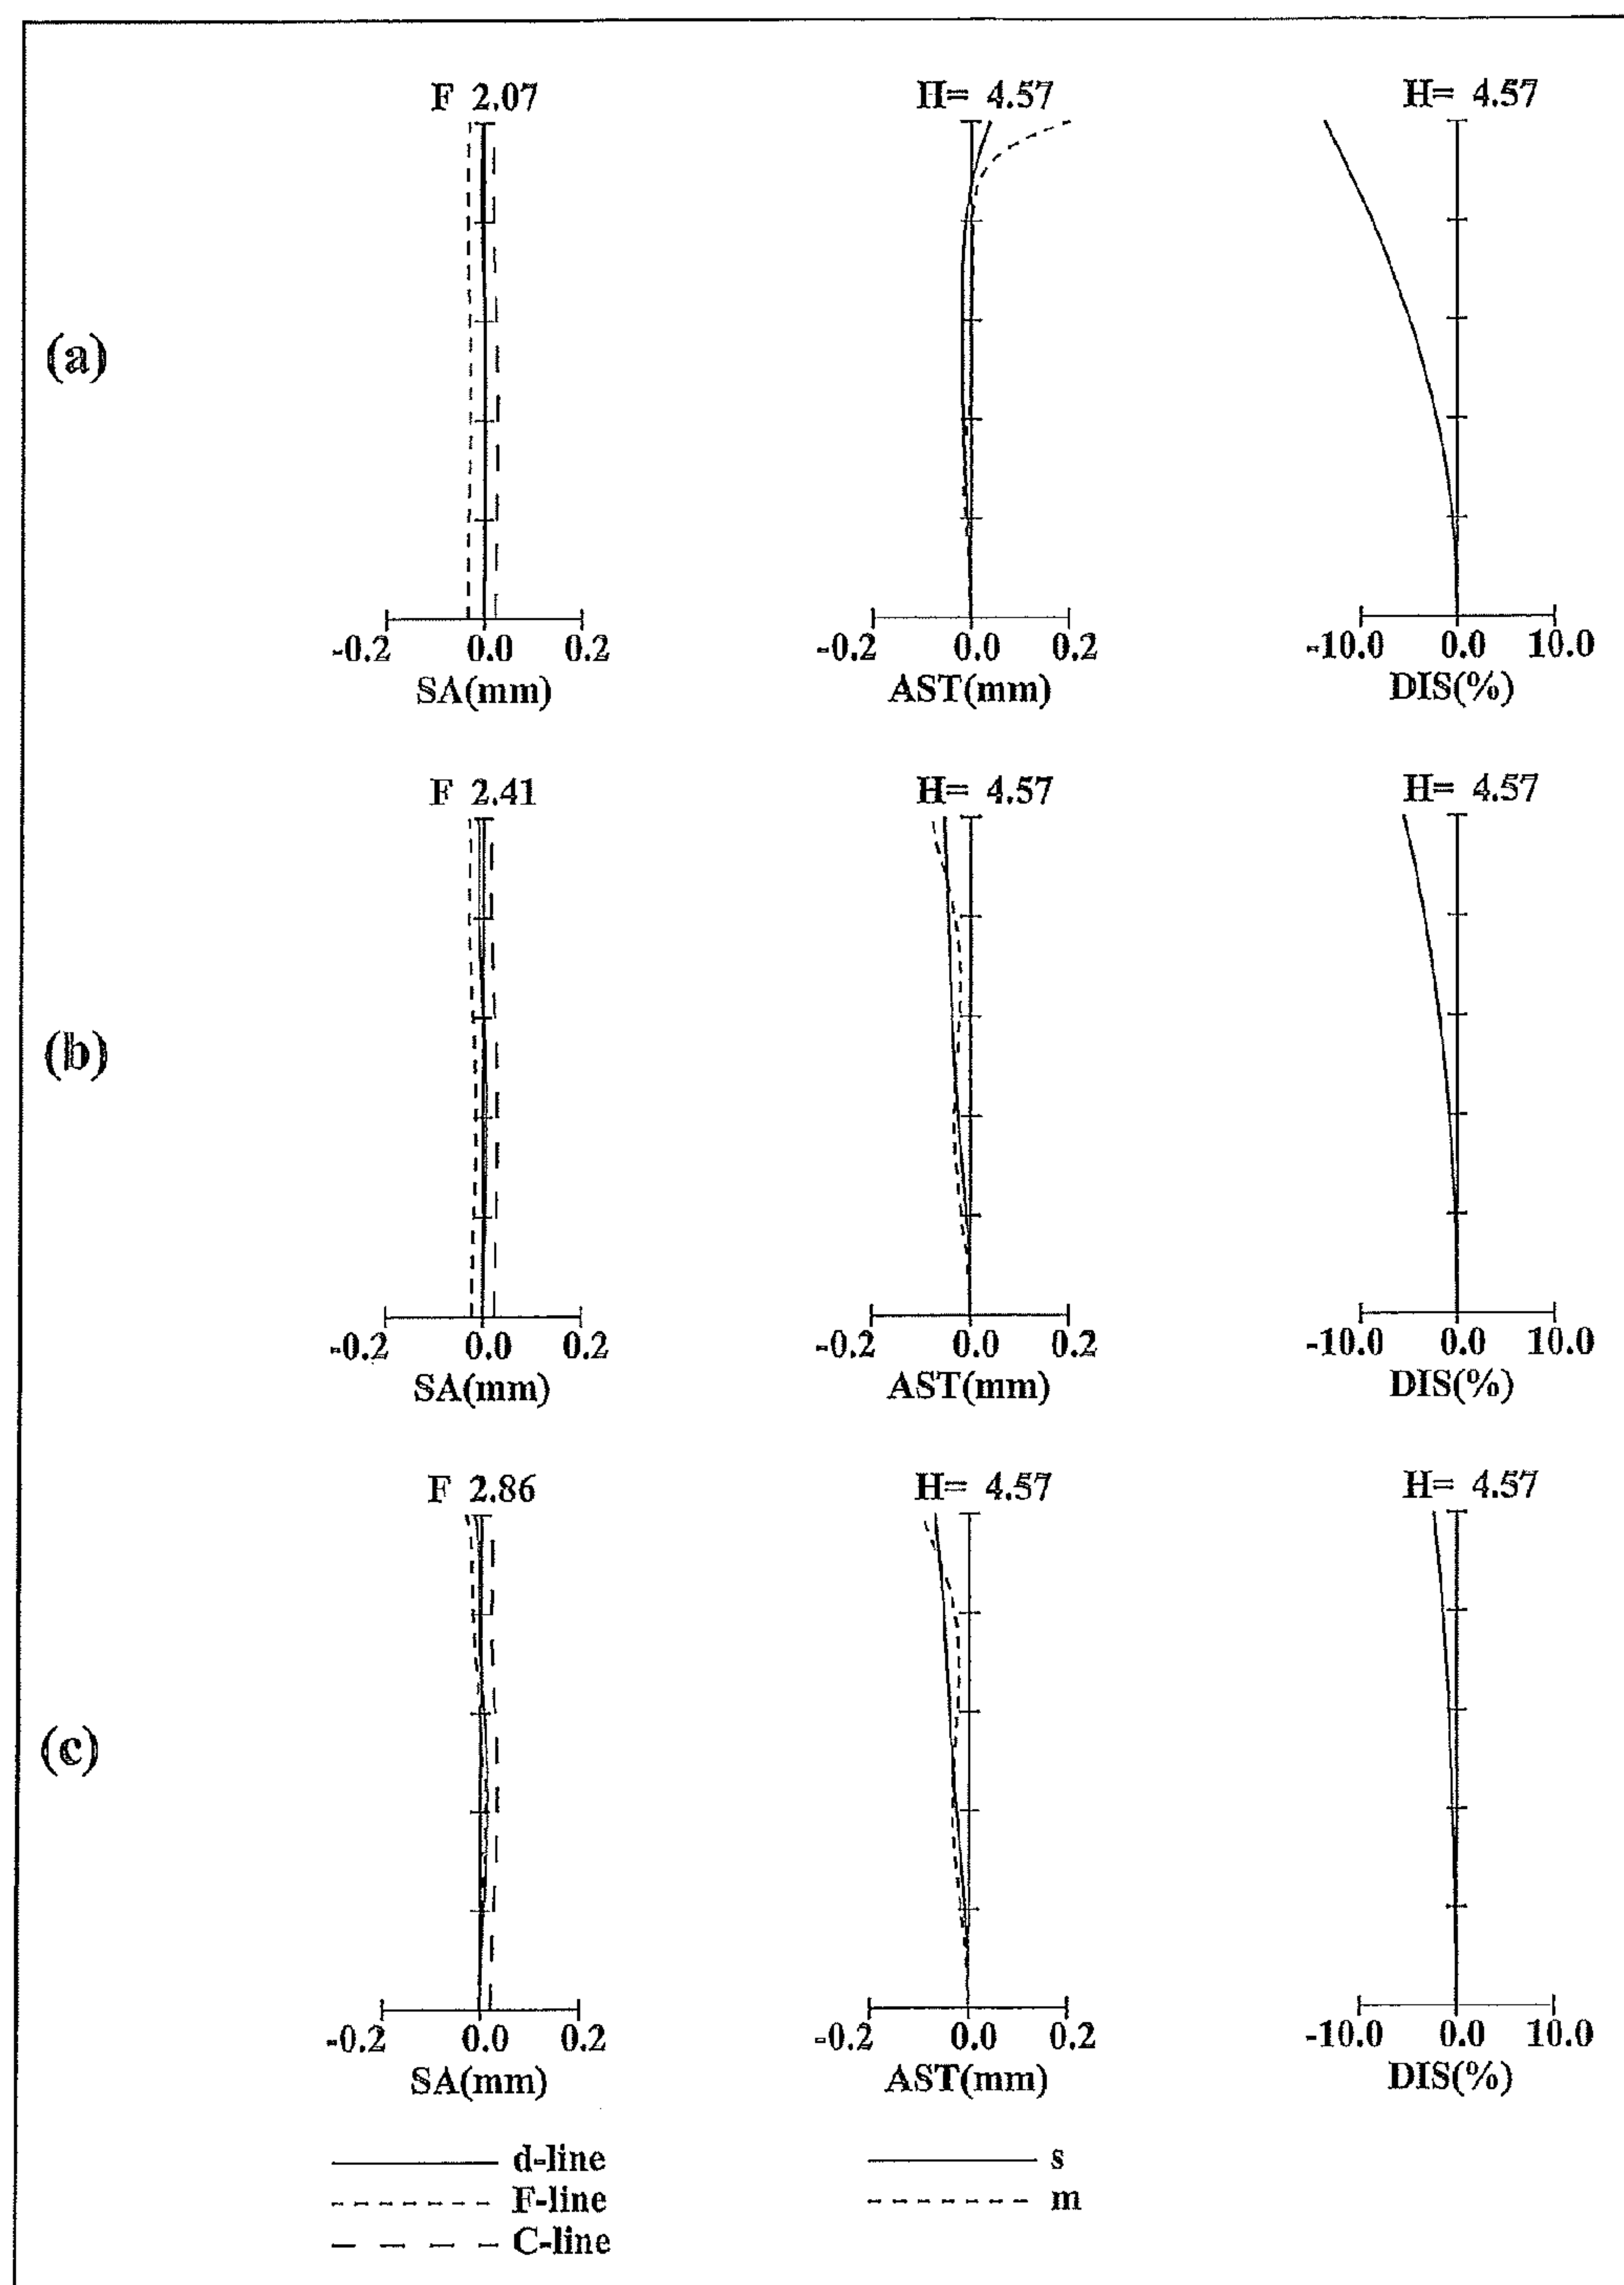 F 2.07 H= 4.57 H= 4.57
(a)
-0.2 0.0 0.2 -0.2 0.0 0.2 -10.0 0.0 10.0
SA(mm) AST(mm) DIS(%)
F 2.41 H= 4.57 H= 4.57
(b)
-0.2 0.0 0.2 -0.2 0.0 0.2 -10.0 0.0 10.0
SA(mm) AST(mm) DIS(%)
F 2.86 H= 4.57 H= 4.57
(c)
-0.2 0.0 0.2 -0.2 0.0 0.2 -10.0 0.0 10.0
SA(mm) AST(mm) DIS(%)
d-line s
F-line m
C-line